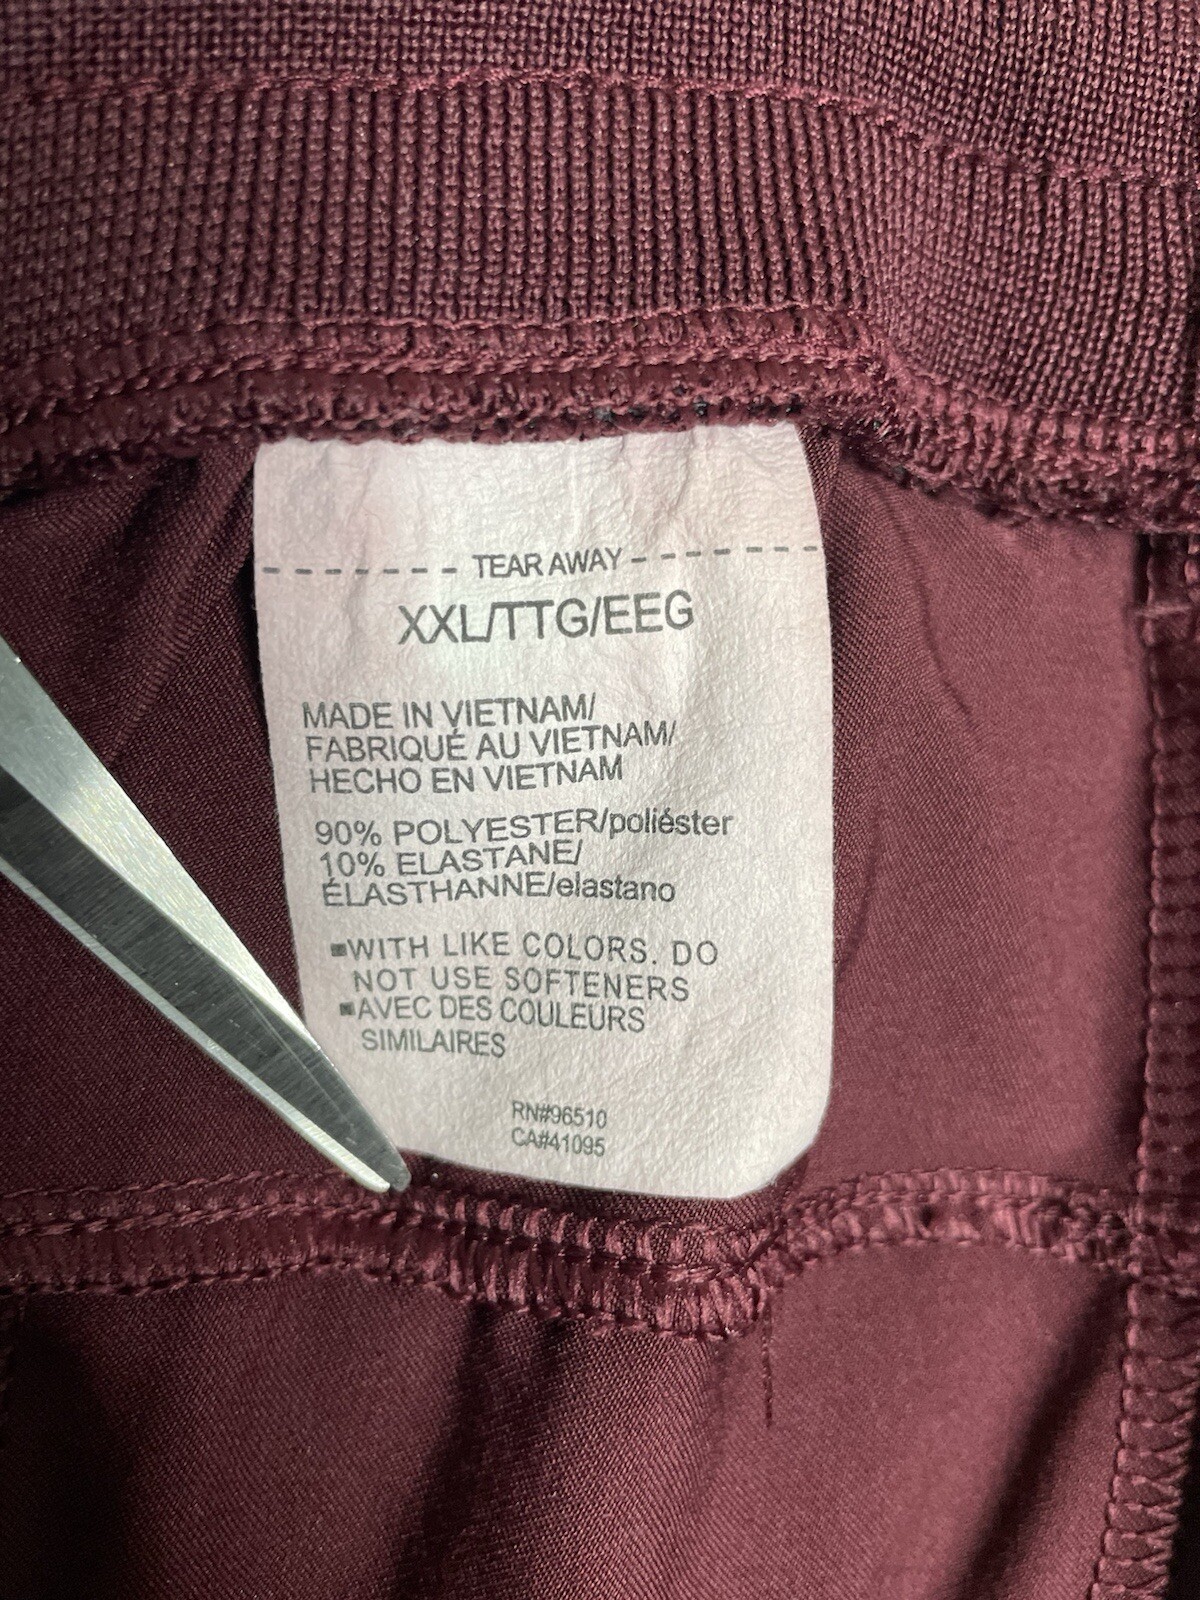 TEAR AWAY
XXL/TTG/EEG
MADE IN VIETNAM/
FABRIQUÉ AU VIETNAM/
HECHO EN VIETNAM
90% POLYESTER/poliéster
10% ELASTANE/
ÉLASTHANNE/elastano
■WITH LIKE COLORS. DO
NOT USE SOFTENERS
■AVEC DES COULEURS
SIMILAIRES
RN#96510
CA#41095